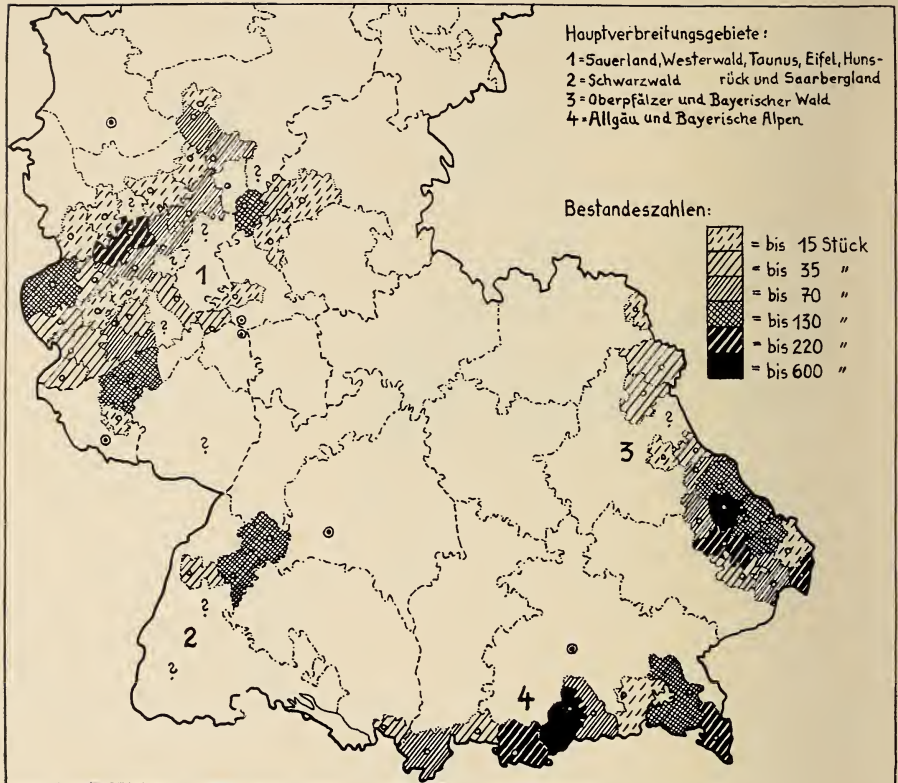 Hauptverbreitungsgebiete:
1=Sauerland, Westerwald, Taunus, Eifel, Huns-
2=Schwarzwald rück und Saarbergland
3=Oberpfälzer und Bayerischer Wald
4=Allgäu und Bayerische Alpen
Bestandeszahlen:
= bis 15 Stück
= bis 35 "
= bis 70 "
= bis 130 "
= bis 220 "
= bis 600 "
?
?
?
?
1
?
?
?
3
?
?
2
?
4